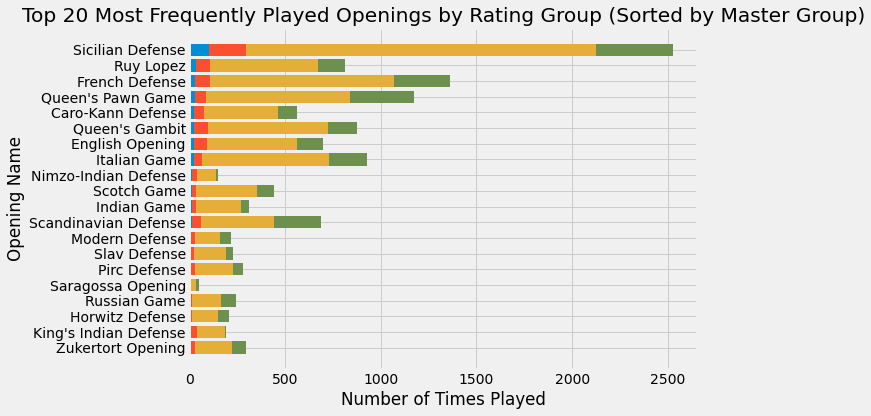 Top 20 Most Frequently Played Openings by Rating Group (Sorted by Master Group)
Opening Name
Sicilian Defense
Ruy Lopez
French Defense
Queen's Pawn Game
Caro-Kann Defense
Queen's Gambit
English Opening
Italian Game
Nimzo-Indian Defense
Scotch Game
Indian Game
Scandinavian Defense
Modern Defense
Slav Defense
Pirc Defense
Saragossa Opening
Russian Game
Horwitz Defense
King's Indian Defense
Zukertort Opening
0 500 1000 1500 2000 2500
Number of Times Played